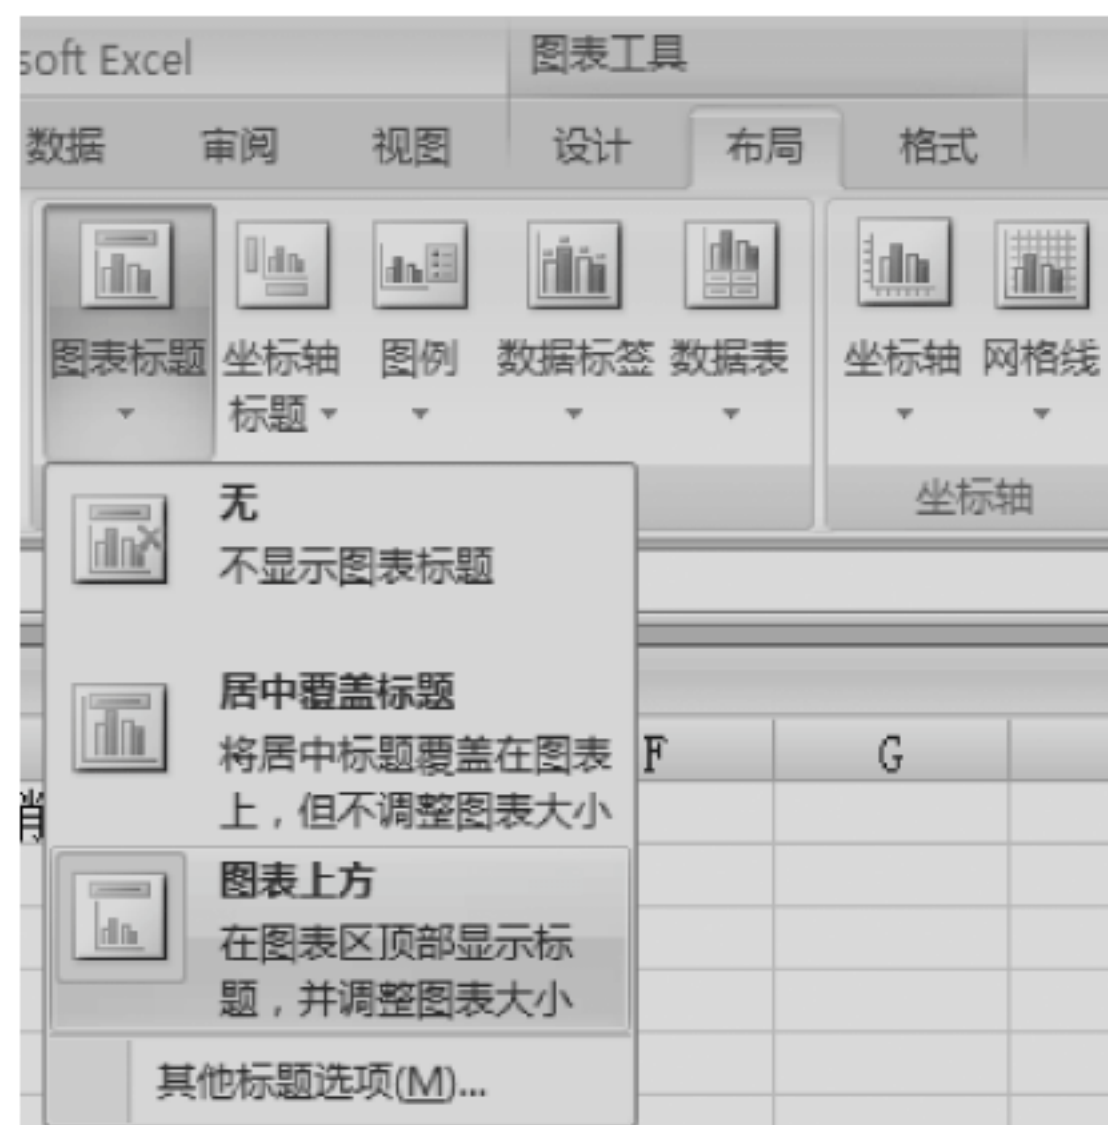 soft Excel 图表工具
数据 审阅 视图 设计 布局 格式
图表标题 坐标轴 图例 数据标签 数据表 坐标轴 网格线
标题
坐标轴
无
不显示图表标题
居中覆盖标题
将居中标题覆盖在图表
上，但不调整图表大小
F G
图表上方
在图表区顶部显示标
题，并调整图表大小
其他标题选项(M)...